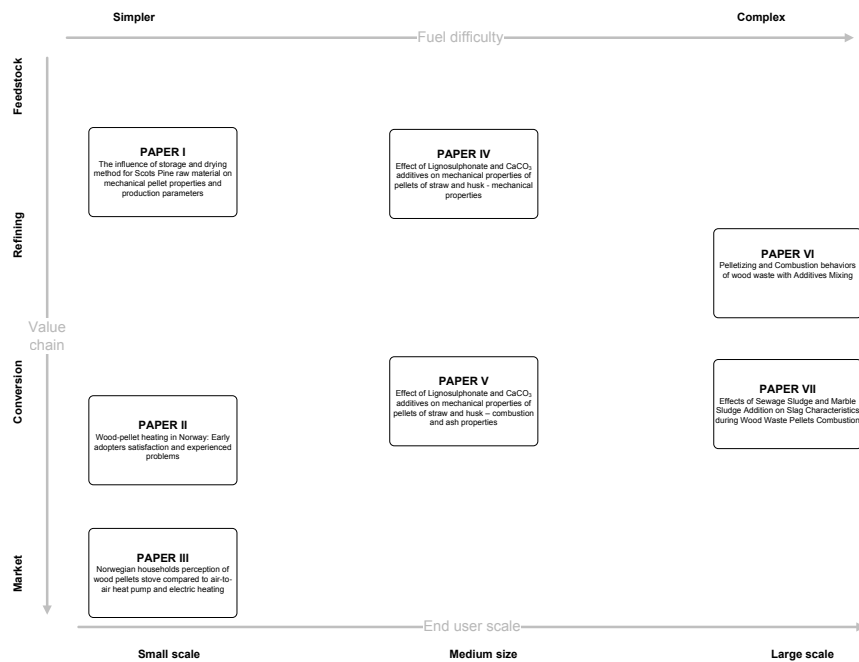 Simpler
Complex
Fuel difficulty
Feedstock
PAPER I
The influence of storage and drying
method for Scots Pine raw material on
mechanical pellet properties and
production parameters
PAPER IV
Effect of Lignosulphonate and CaCO₃
additives on mechanical properties of
pellets of straw and husk - mechanical
properties
Refining
PAPER VI
Pelletizing and Combustion behaviors
of wood waste with Additives Mixing
Value
chain
Conversion
PAPER II
Wood-pellet heating in Norway: Early
adopters satisfaction and experienced
problems
PAPER V
Effect of Lignosulphonate and CaCO₃
additives on mechanical properties of
pellets of straw and husk – combustion
and ash properties
PAPER VII
Effects of Sewage Sludge and Marble
Sludge Addition on Slag Characteristics
during Wood Waste Pellets Combustion
Market
PAPER III
Norwegian households perception of
wood pellets stove compared to air-to-
air heat pump and electric heating
End user scale
Small scale
Medium size
Large scale